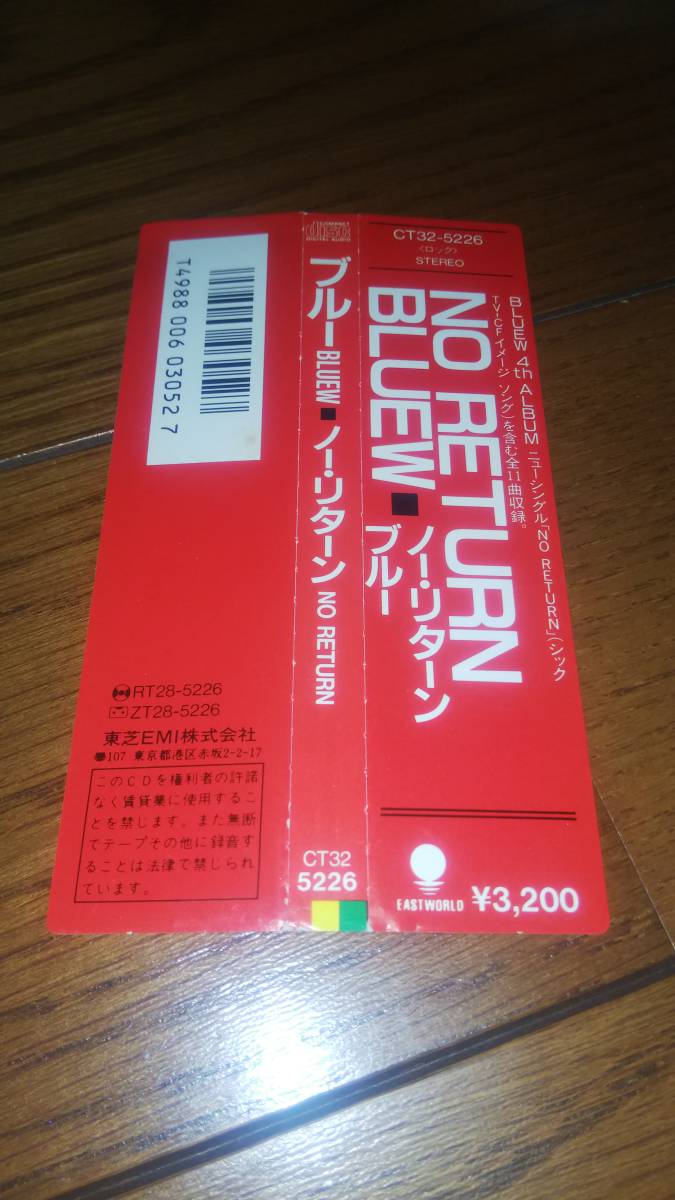 CT32-5226
〈ロック〉
STEREO
BLUEW 4th ALBUM ニューシングル「NO RETURN」(シック
TV-CFイメージソング)を含む全11曲収録。
NO RETURN
BLUEW■
ノー・リターン
ブルー
EASTWORLD
¥3,200
COMPACT
disc
DIGITAL AUDIO
ブルー BLUEW■ノー・リターン NO RETURN
CT32
5226
T4988 006 03052 7
RT28-5226
ZT28-5226
東芝EMI株式会社
〠107 東京都港区赤坂2-2-17
このCDを権利者の許諾
なく賃貸業に使用するこ
とを禁じます。また無断
でテープその他に録音す
ることは法律で禁じられ
ています。